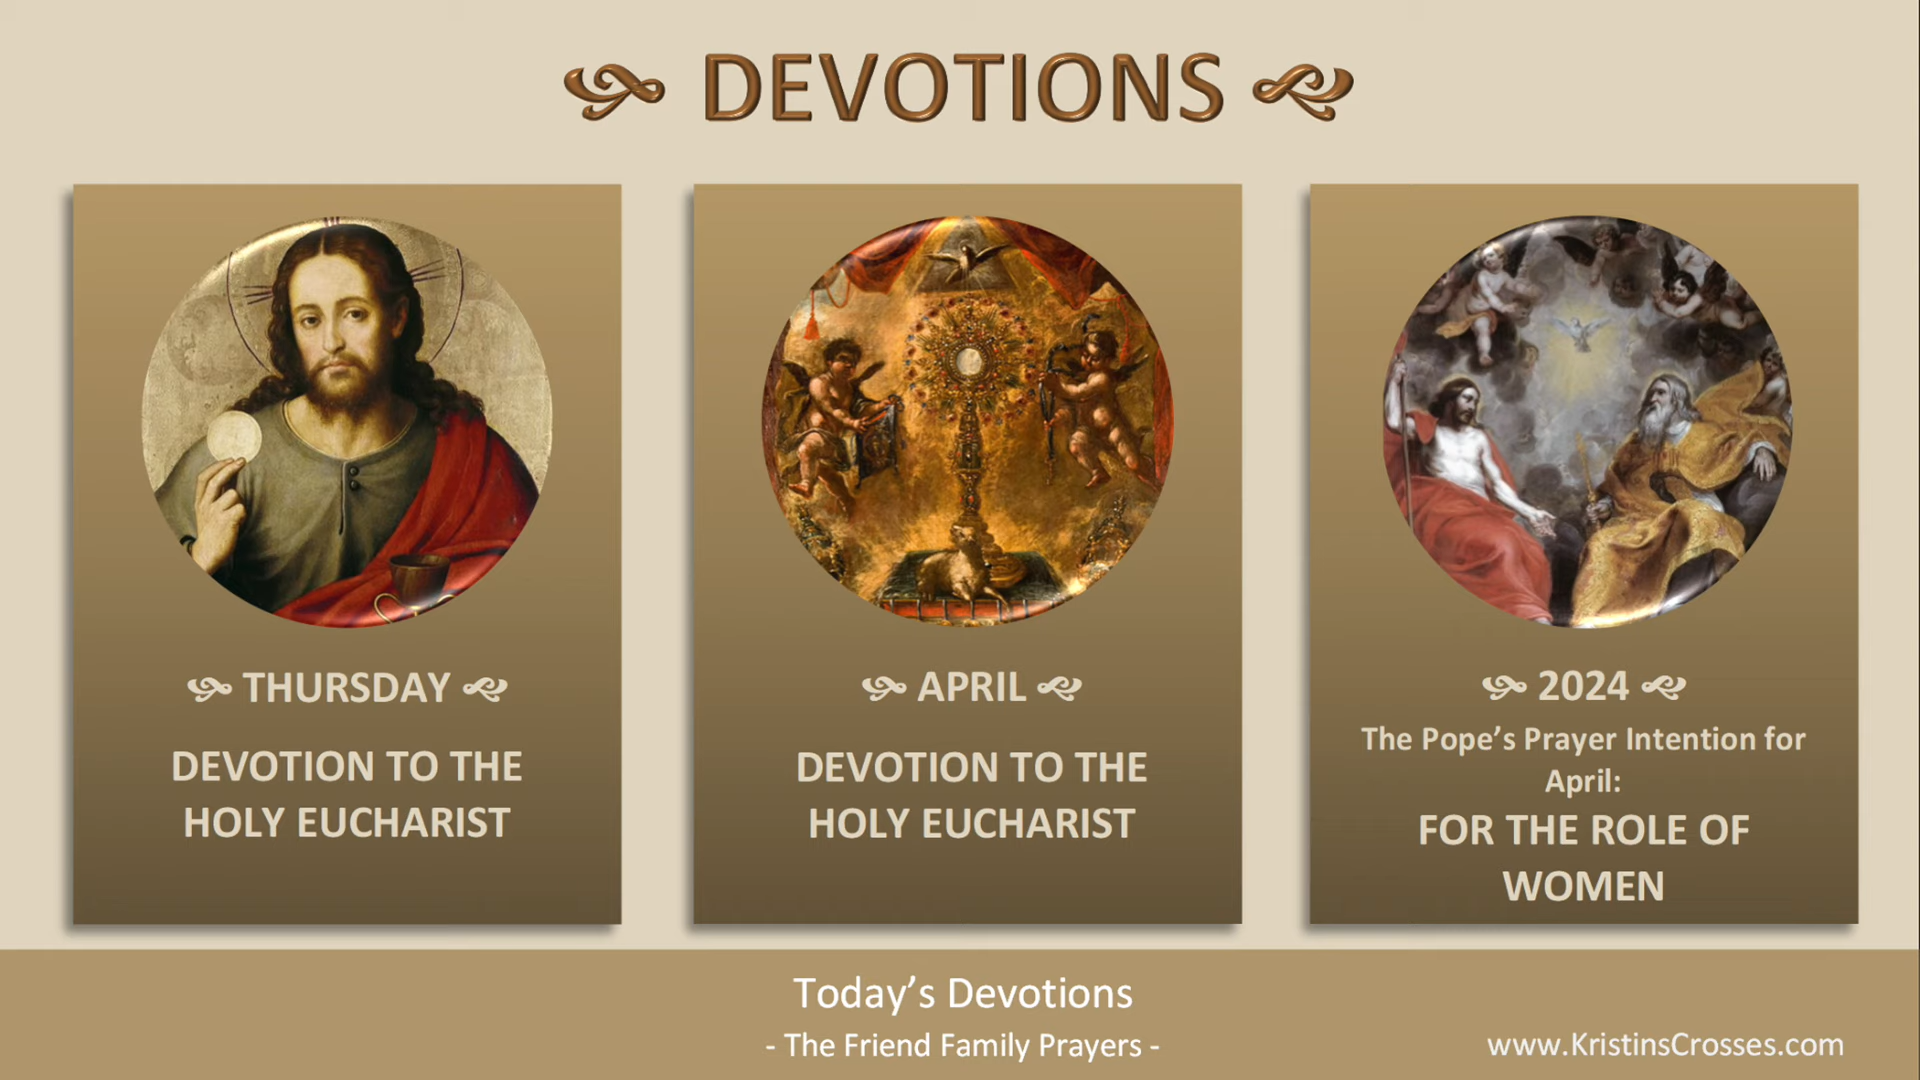 DEVOTIONS
THURSDAY
DEVOTION TO THE
HOLY EUCHARIST
APRIL
DEVOTION TO THE
HOLY EUCHARIST
2024
The Pope’s Prayer Intention for
April:
FOR THE ROLE OF
WOMEN
Today’s Devotions
- The Friend Family Prayers -
www.KristinsCrosses.com